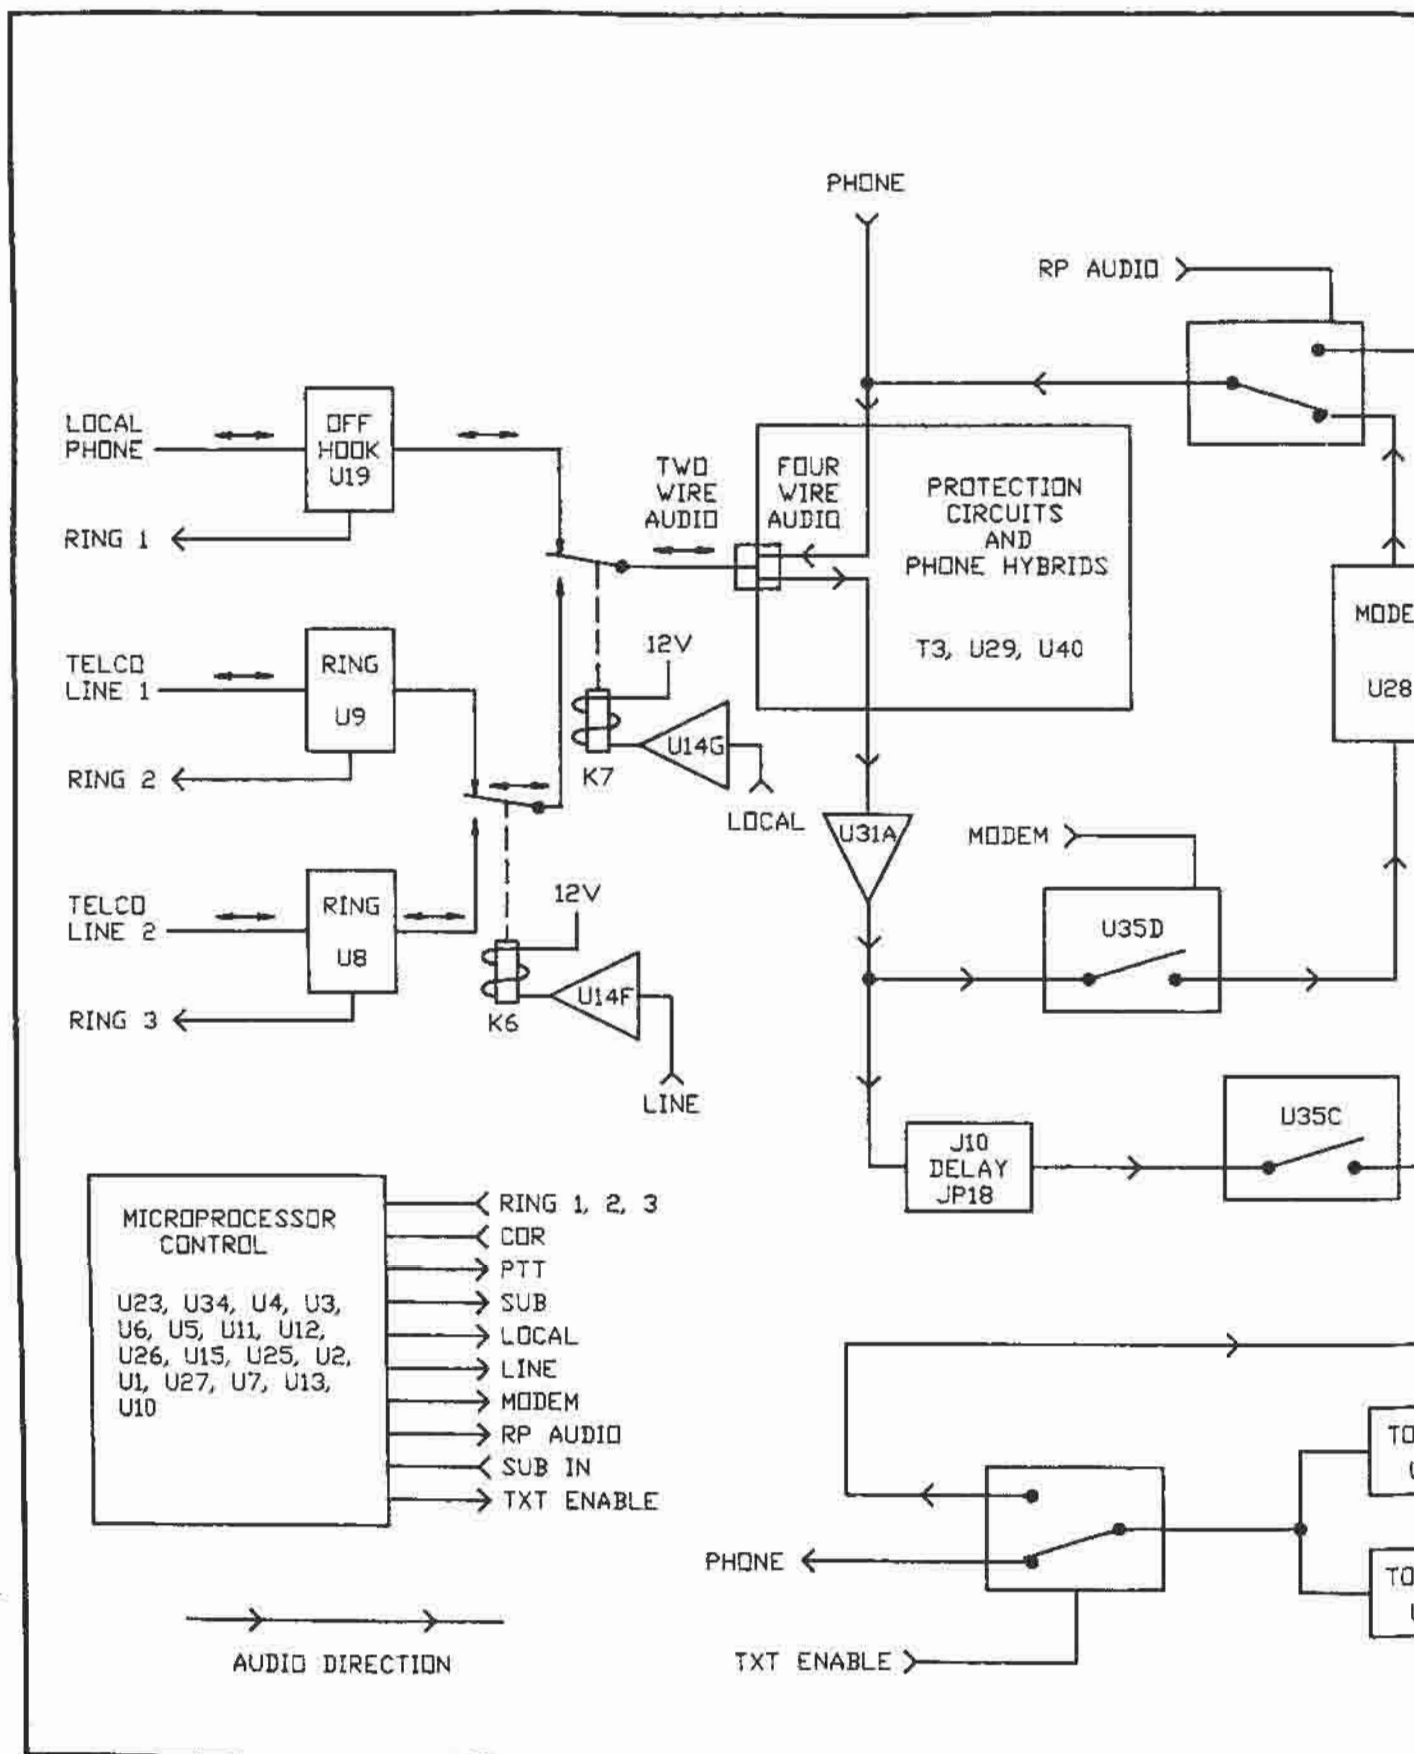 PHONE
RP AUDIO
LOCAL
PHONE
OFF
HOOK
U19
RING 1
TWO
WIRE
AUDIO
FOUR
WIRE
AUDIO
PROTECTION
CIRCUITS
AND
PHONE HYBRIDS
T3, U29, U40
MODE
U28
TELCO
LINE 1
RING
U9
RING 2
12V
U14G
K7
LOCAL
U31A
MODEM
U35D
TELCO
LINE 2
RING
U8
RING 3
12V
U14F
K6
LINE
J10
DELAY
JP18
U35C
MICROPROCESSOR
CONTROL
U23, U34, U4, U3,
U6, U5, U11, U12,
U26, U15, U25, U2,
U1, U27, U7, U13,
U10
RING 1, 2, 3
COR
PTT
SUB
LOCAL
LINE
MODEM
RP AUDIO
SUB IN
TXT ENABLE
TO
TO
PHONE
TXT ENABLE
AUDIO DIRECTION